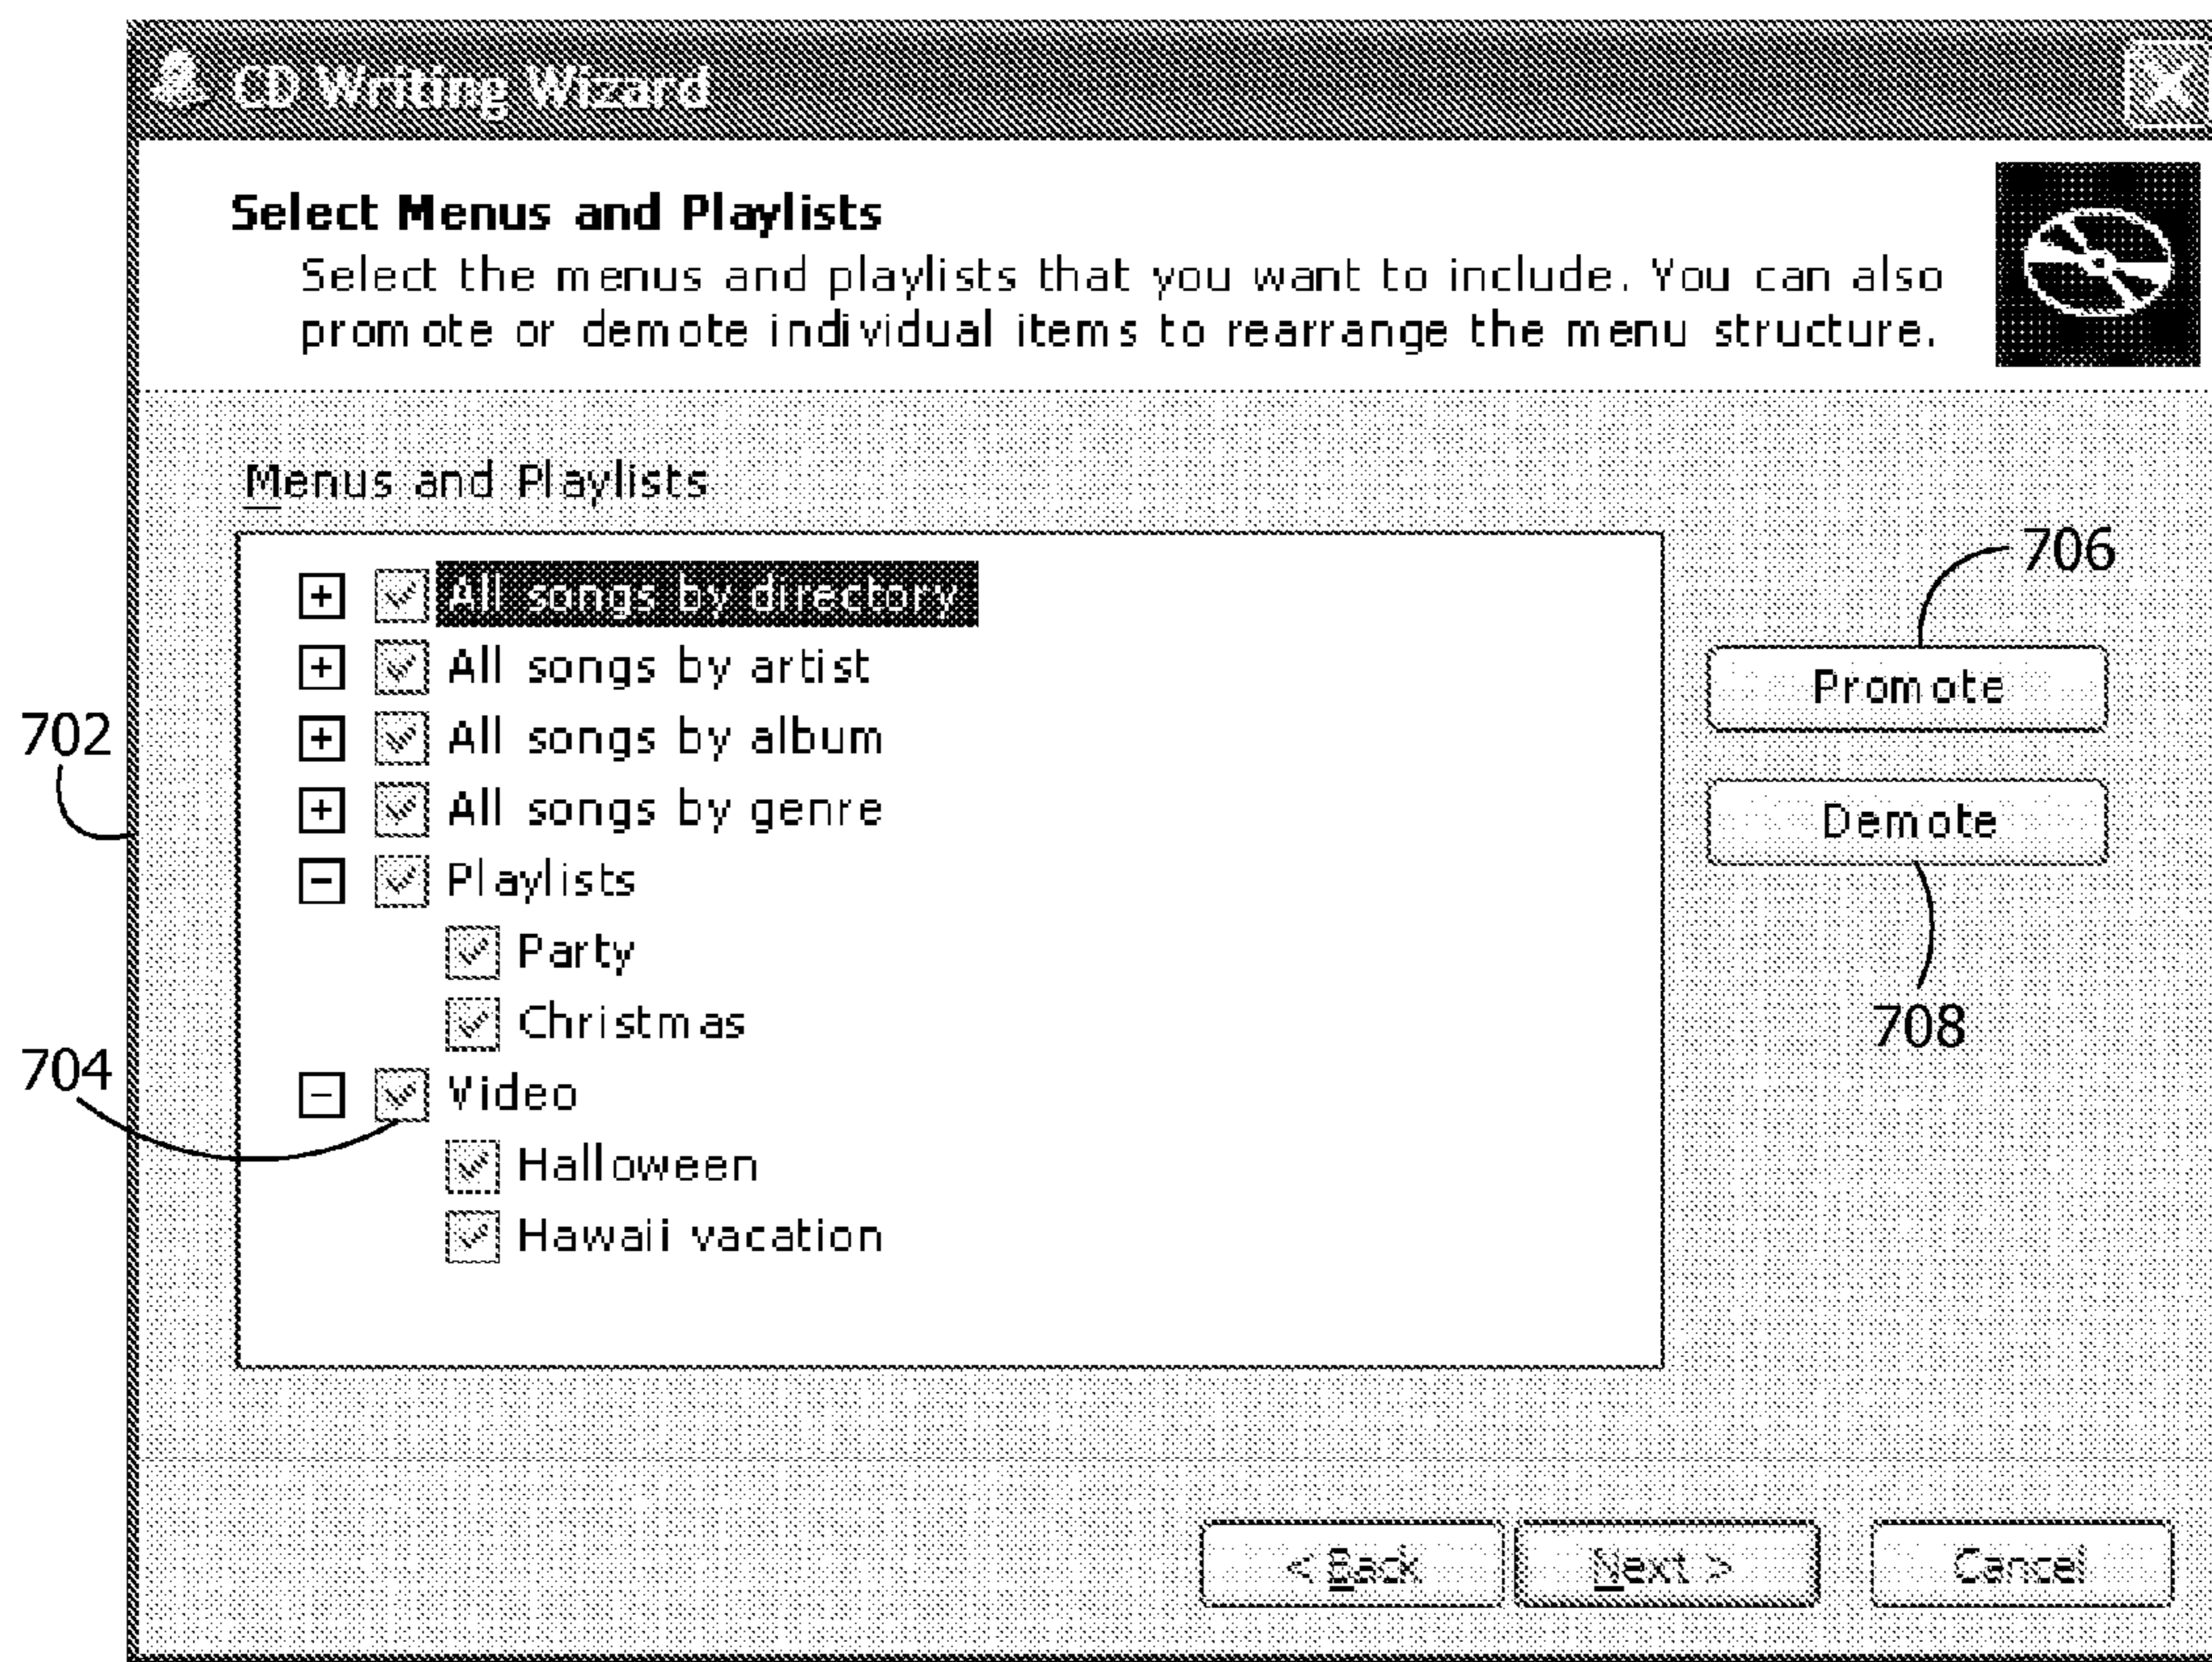 CD Writing Wizard
Select Menus and Playlists
Select the menus and playlists that you want to include. You can also
promote or demote individual items to rearrange the menu structure.
Menus and Playlists
All songs by directory
All songs by artist
All songs by album
All songs by genre
Playlists
Party
Christmas
Video
Halloween
Hawaii vacation
702
704
706
Promote
Demote
708
< Back
Next >
Cancel